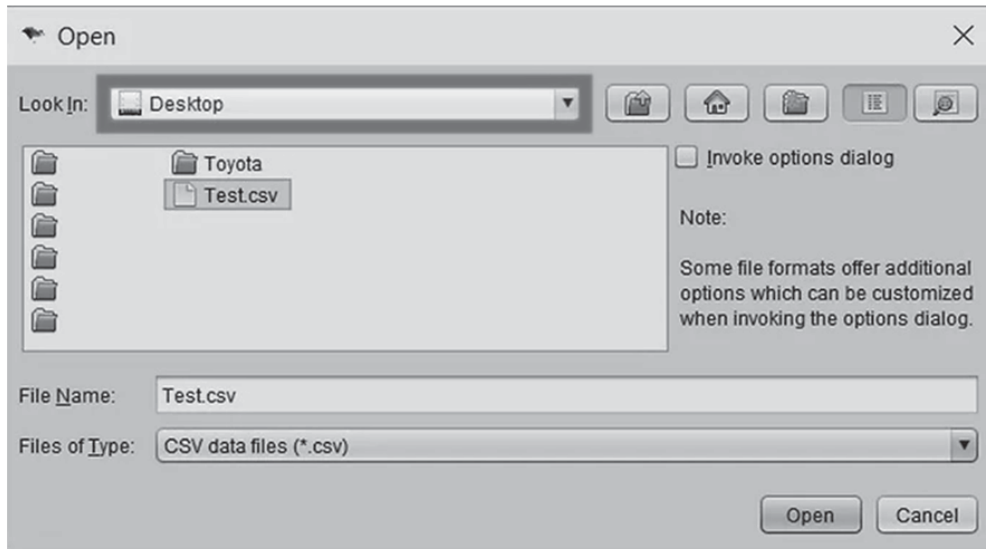 Open
Look In: Desktop
Toyota
Test.csv
Invoke options dialog
Note:
Some file formats offer additional
options which can be customized
when invoking the options dialog.
File Name: Test.csv
Files of Type: CSV data files (*.csv)
Open Cancel